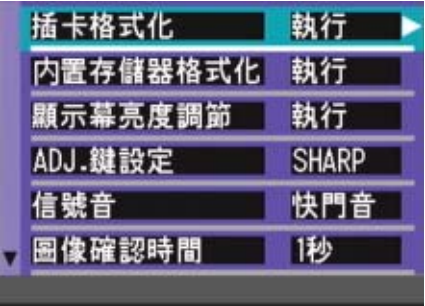 插卡格式化 執行
内置存儲器格式化 執行
顯示幕亮度調節 執行
ADJ.鍵設定 SHARP
信號音 快門音
圖像確認時間 1秒